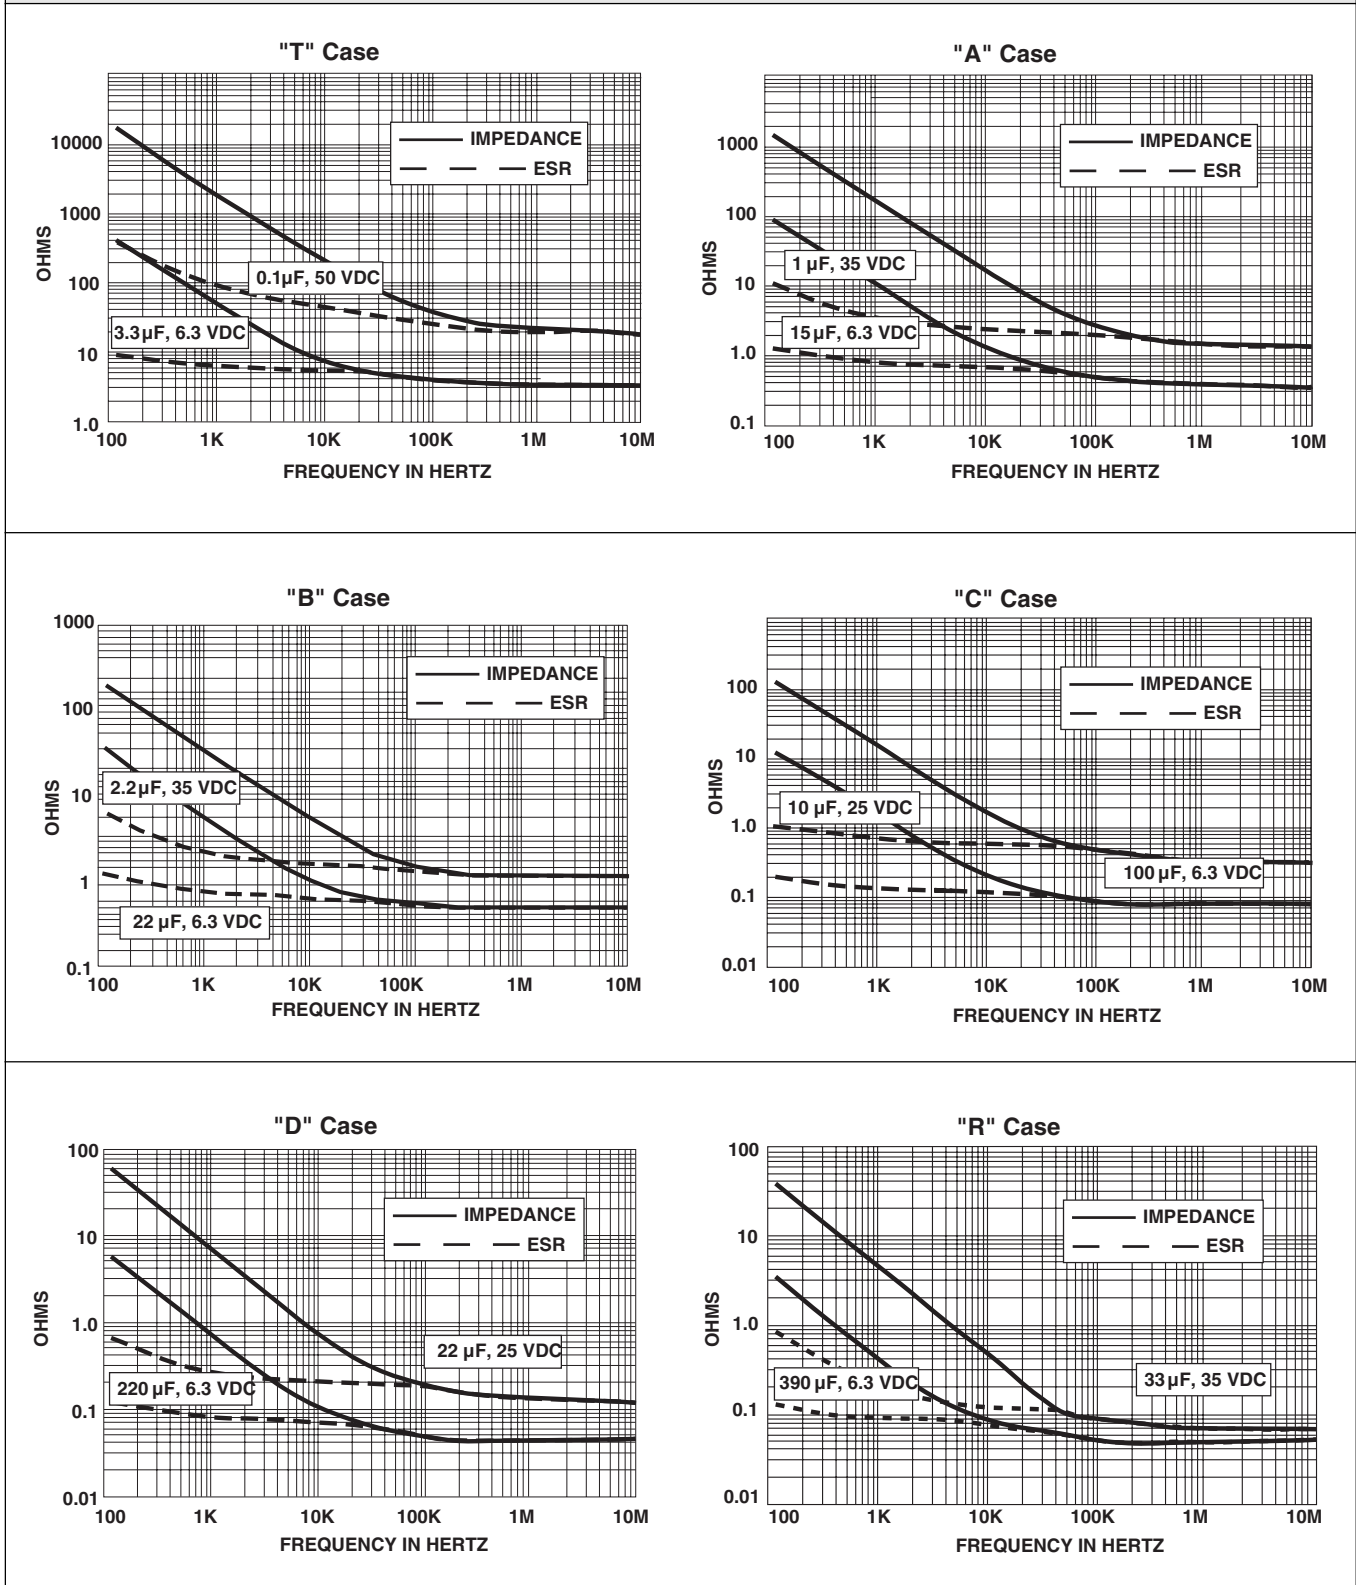 "T" Case
10000
1000
100
10
1.0
OHMS
IMPEDANCE
ESR
0.1µF, 50 VDC
3.3µF, 6.3 VDC
100 1K 10K 100K 1M 10M
FREQUENCY IN HERTZ
"A" Case
1000
100
10
1.0
0.1
OHMS
IMPEDANCE
ESR
1 µF, 35 VDC
15 µF, 6.3 VDC
100 1K 10K 100K 1M 10M
FREQUENCY IN HERTZ
"B" Case
1000
100
10
1
0.1
OHMS
IMPEDANCE
ESR
2.2µF, 35 VDC
22 µF, 6.3 VDC
100 1K 10K 100K 1M 10M
FREQUENCY IN HERTZ
"C" Case
100
10
1.0
0.1
0.01
OHMS
IMPEDANCE
ESR
10 µF, 25 VDC
100 µF, 6.3 VDC
100 1K 10K 100K 1M 10M
FREQUENCY IN HERTZ
"D" Case
100
10
1.0
0.1
0.01
OHMS
IMPEDANCE
ESR
22 µF, 25 VDC
220 µF, 6.3 VDC
100 1K 10K 100K 1M 10M
FREQUENCY IN HERTZ
"R" Case
100
10
1.0
0.1
0.01
OHMS
IMPEDANCE
ESR
390 µF, 6.3 VDC
33 µF, 35 VDC
100 1K 10K 100K 1M 10M
FREQUENCY IN HERTZ